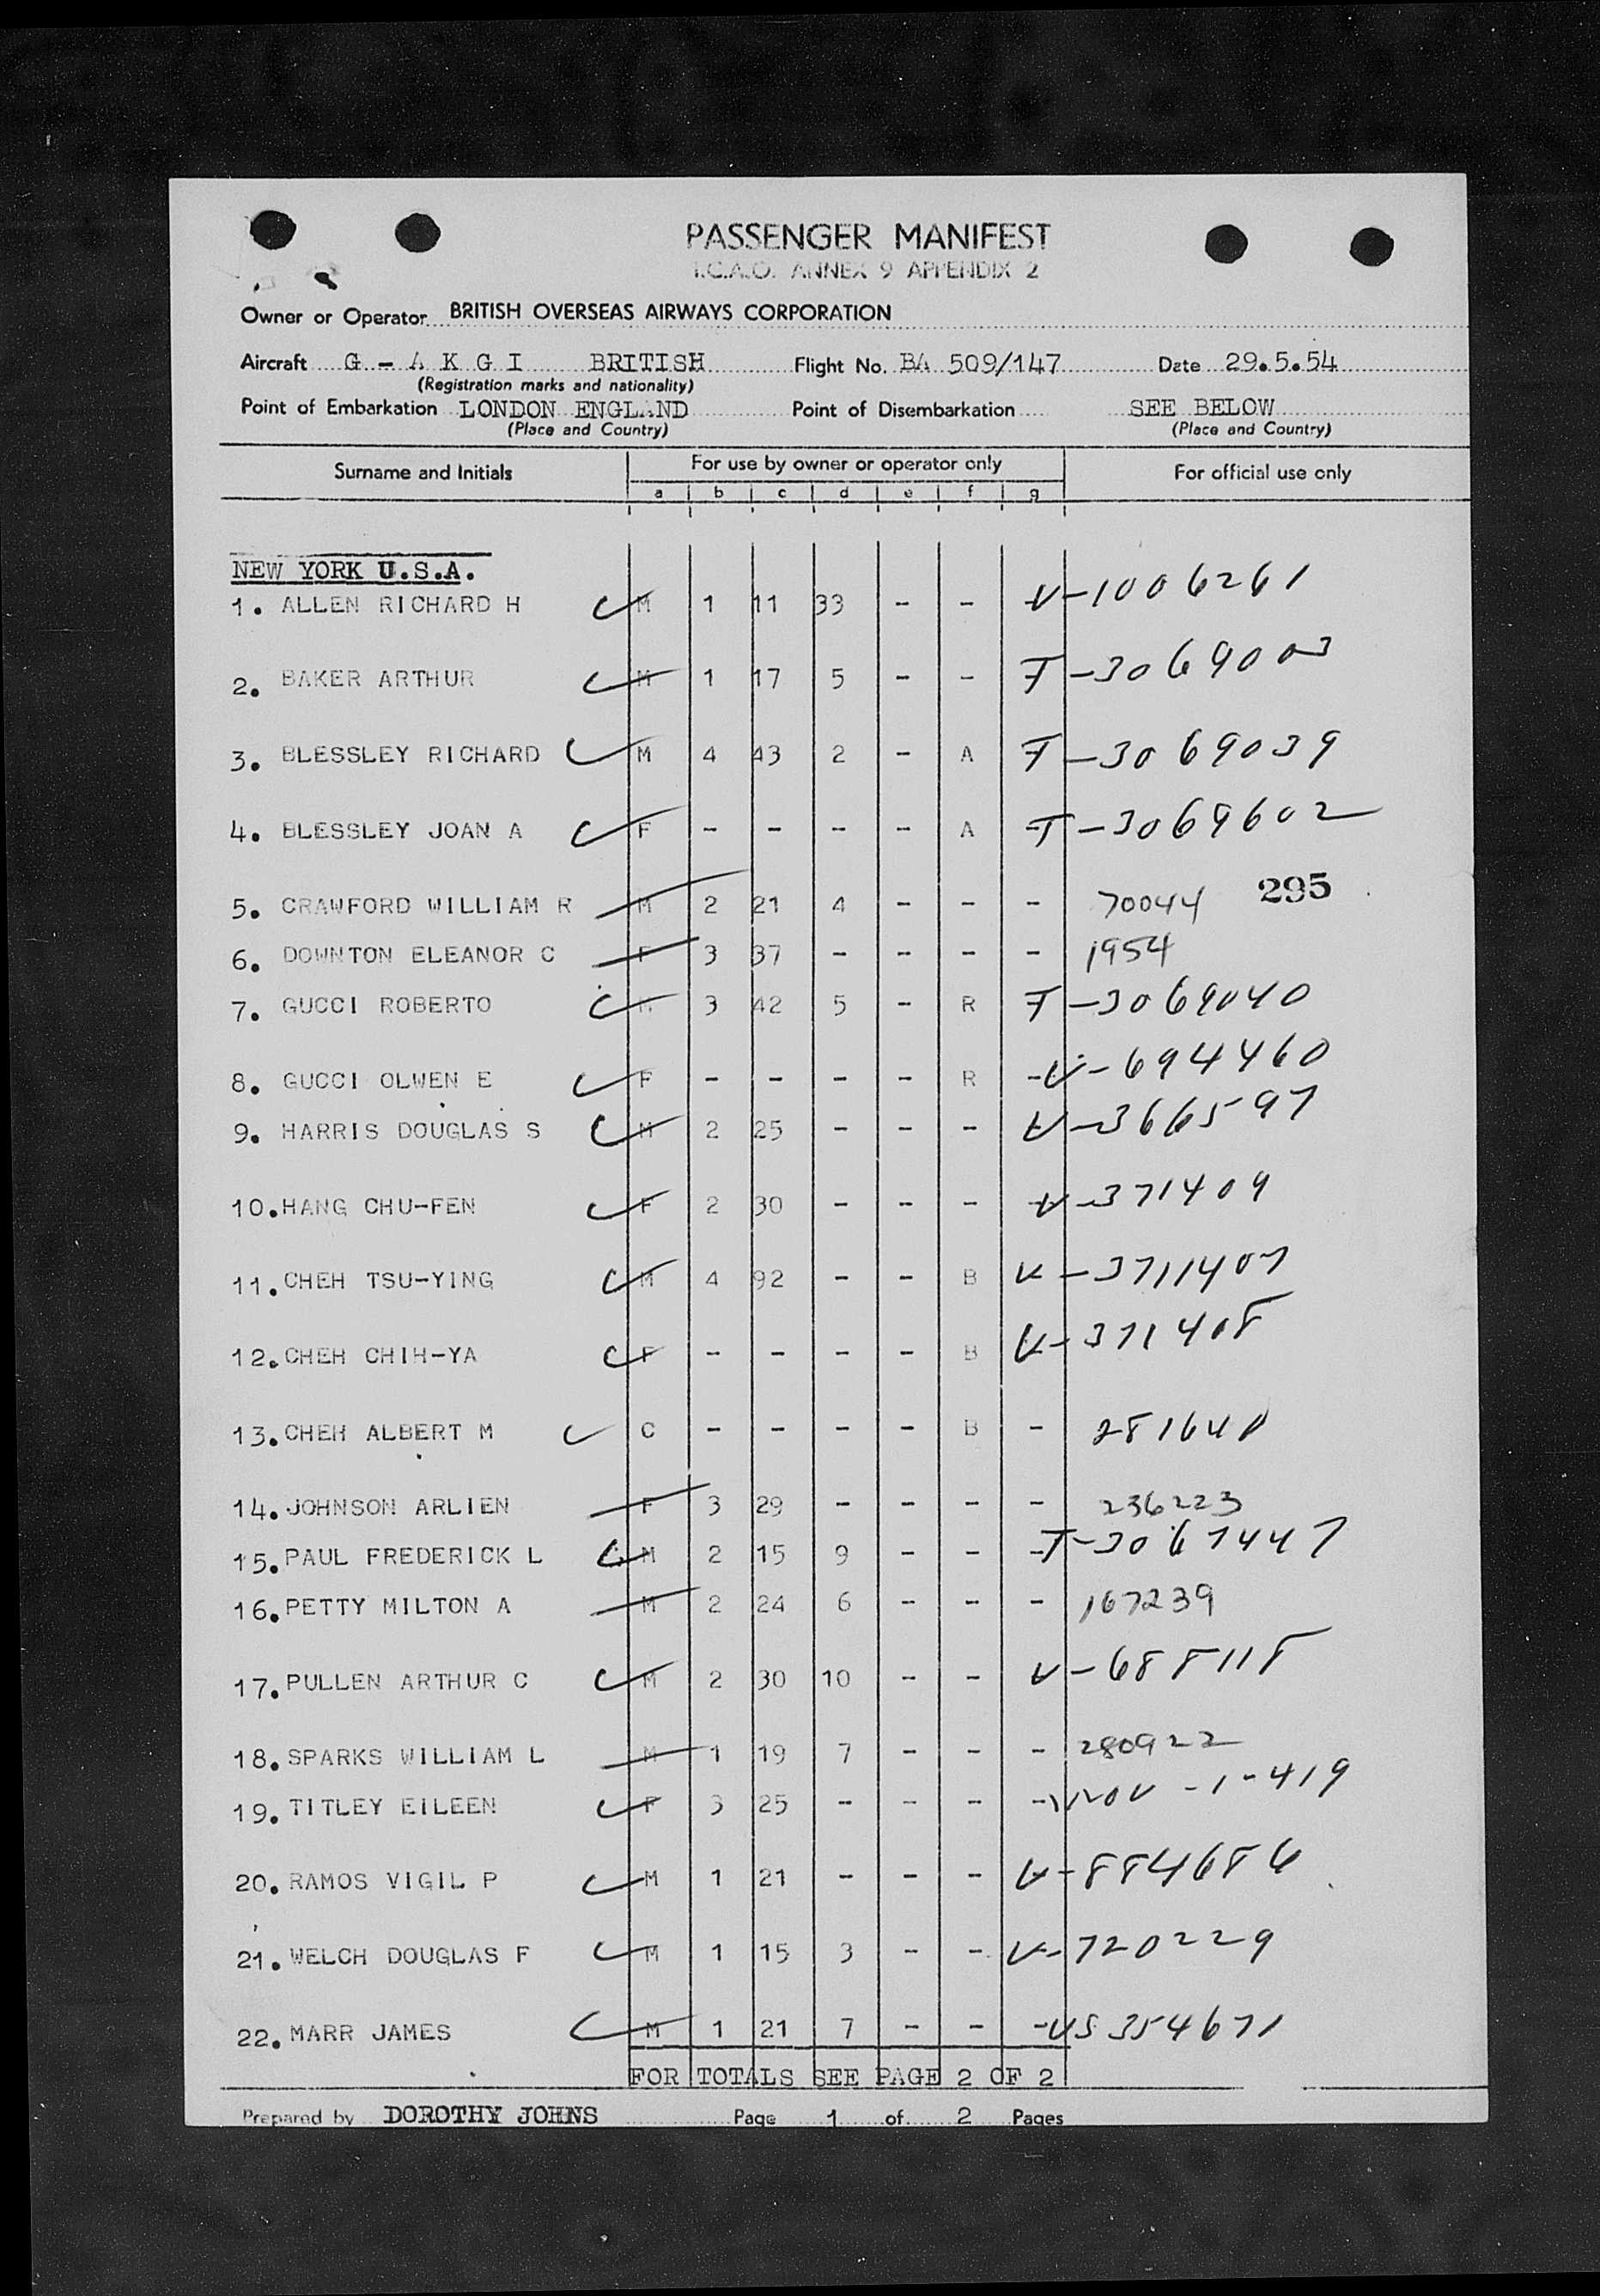 PASSENGER MANIFEST
I.C.A.O. ANNEX 9 APPENDIX 2
Owner or Operator BRITISH OVERSEAS AIRWAYS CORPORATION
Aircraft G - A K G I BRITISH Flight No. BA 509/147 Date 29.5.54
(Registration marks and nationality)
Point of Embarkation LONDON ENGLAND Point of Disembarkation SEE BELOW
(Place and Country) (Place and Country)
Surname and Initials For use by owner or operator only For official use only
a b c d e f g
NEW YORK U.S.A.
1. ALLEN RICHARD H M 1 11 33 - - V-1006261
2. BAKER ARTHUR M 1 17 5 - - T-3069003
3. BLESSLEY RICHARD M 4 43 2 - A T-3069039
4. BLESSLEY JOAN A F - - - - A T-3069602
5. CRAWFORD WILLIAM R M 2 21 4 - - - 70044 295
6. DOWNTON ELEANOR C F 3 37 - - - - 1954
7. GUCCI ROBERTO M 3 42 5 - R T-3069040
8. GUCCI OLWEN E F - - - - R V-694460
9. HARRIS DOUGLAS S M 2 25 - - - V-366597
10. HANG CHU-FEN F 2 30 - - - V-371409
11. CHEH TSU-YING M 4 92 - - B V-3711407
12. CHEH CHIH-YA F - - - - B V-371408
13. CHEH ALBERT M C - - - - B -
14. JOHNSON ARLIEN F 3 29 - - - - 236223
15. PAUL FREDERICK L M 2 15 9 - - T-3067447
16. PETTY MILTON A M 2 24 6 - - - 167239
17. PULLEN ARTHUR C M 2 30 10 - - V-688118
18. SPARKS WILLIAM L M 1 19 7 - - - 280922
19. TITLEY EILEEN F 3 25 - - - - -1-419
20. RAMOS VIGIL P M 1 21 - - - V-884686
21. WELCH DOUGLAS F M 1 15 3 - - V-720229
22. MARR JAMES M 1 21 7 - - - 354671
FOR TOTALS SEE PAGE 2 OF 2
Prepared by DOROTHY JOHNS Page 1 of 2 Pages